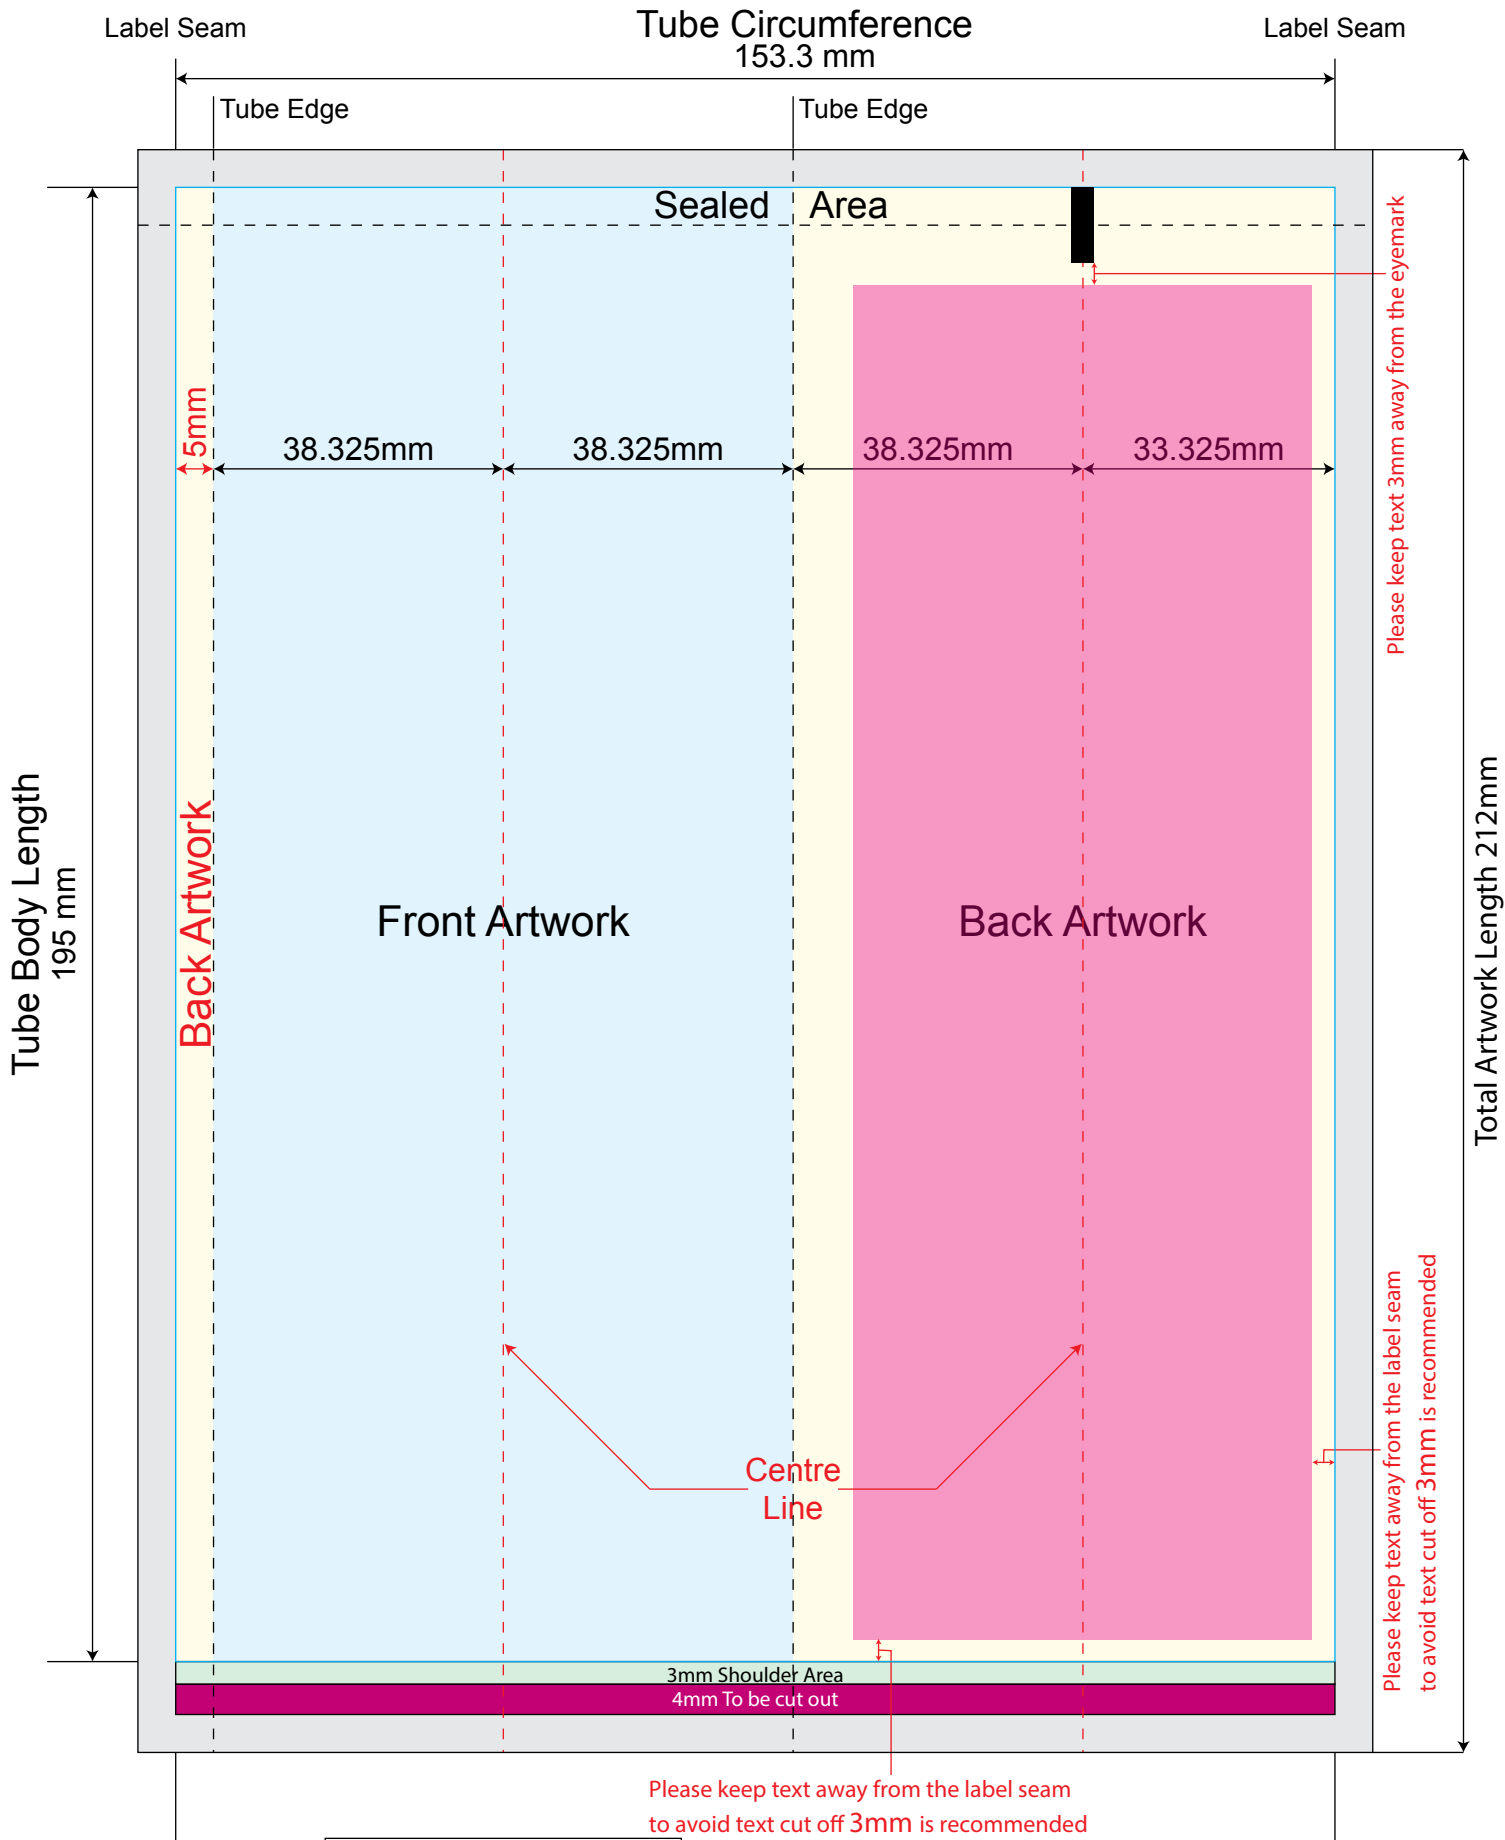 Label Seam
Tube Circumference
153.3 mm
Label Seam
Tube Edge
Tube Edge
Sealed Area
Please keep text 3mm away from the eyemark
5mm
38.325mm
38.325mm
38.325mm
33.325mm
Tube Body Length
195 mm
Back Artwork
Front Artwork
Back Artwork
Total Artwork Length 212mm
Centre
Line
Please keep text away from the label seam
to avoid text cut off 3mm is recommended
3mm Shoulder Area
4mm To be cut out
Please keep text away from the label seam
to avoid text cut off 3mm is recommended